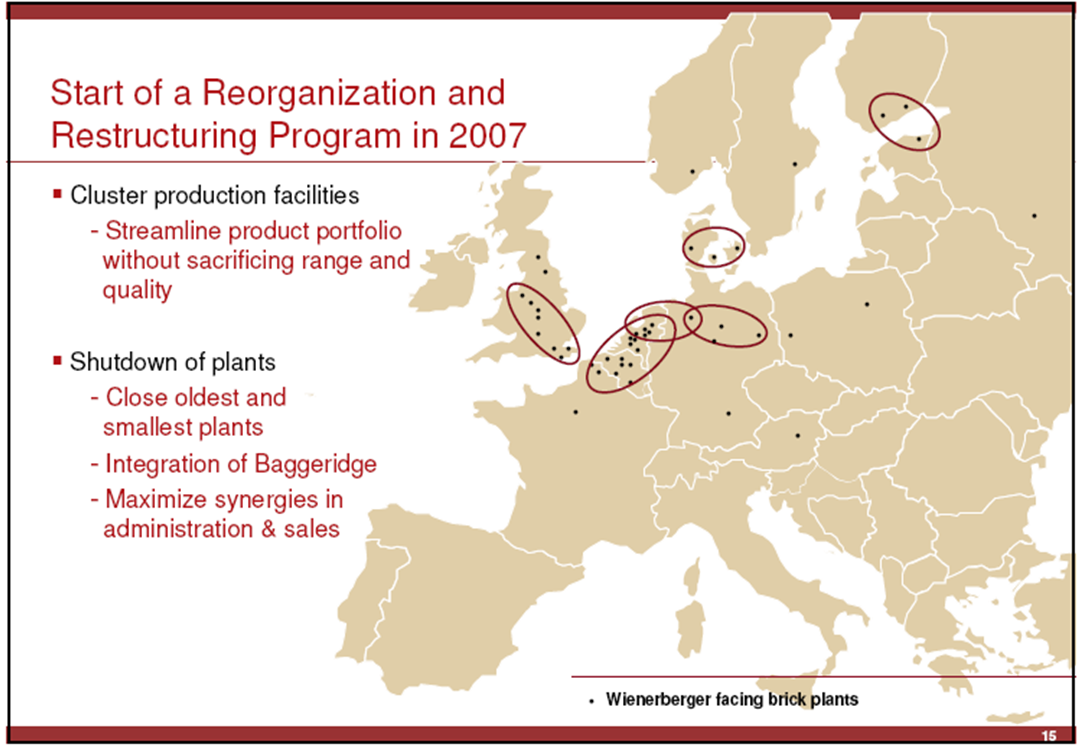 Start of a Reorganization and
Restructuring Program in 2007
▪ Cluster production facilities
- Streamline product portfolio
without sacrificing range and
quality
▪ Shutdown of plants
- Close oldest and
smallest plants
- Integration of Baggeridge
- Maximize synergies in
administration & sales
• Wienerberger facing brick plants
15